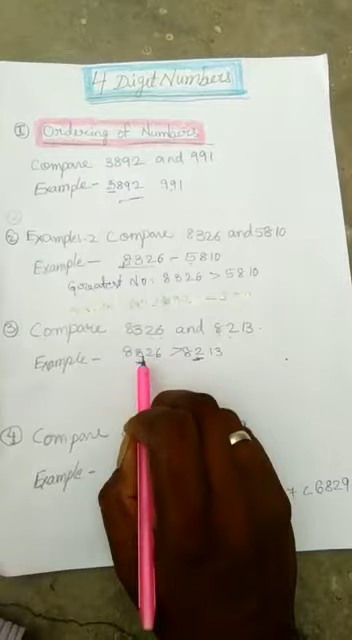 4 Digit Numbers
① Ordering of Numbers
Compare 3892 and 991
Example - 3892 991
② Examples-2 Compare 8326 and 5810
Example - 8326 - 5810
Goreatest No: 8326 > 5810
③ Compare 8326 and 8213.
Example - 8326 > 8213
④ Compare
Example - < 6829